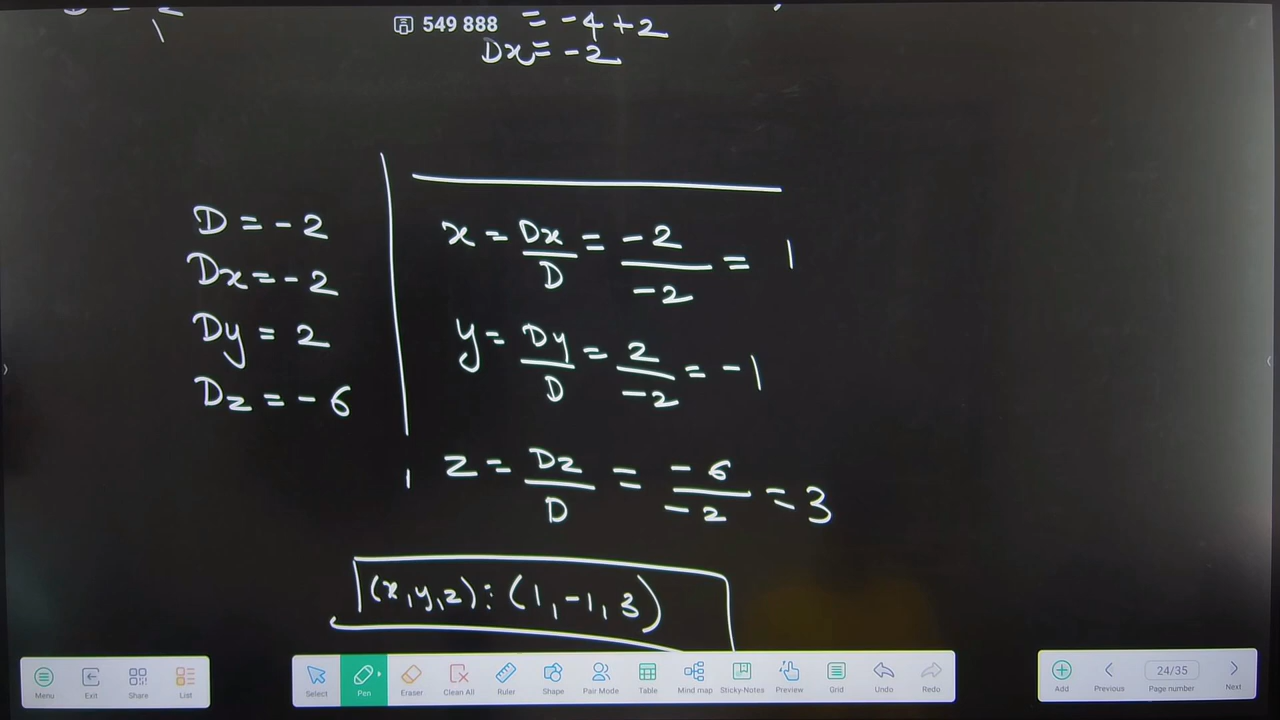 549 888
= -4+2
Dx = -2
D = -2
Dx = -2
Dy = 2
Dz = -6
x = Dx/D = -2/-2 = 1
y = Dy/D = 2/-2 = -1
z = Dz/D = -6/-2 = 3
(x,y,z) : (1,-1,3)
Menu Exit Share List Select Pen Eraser Clean All Ruler Shape Pair Mode Table Mind map Sticky-Notes Preview Grid Undo Redo Add Previous 24/35 Page number Next